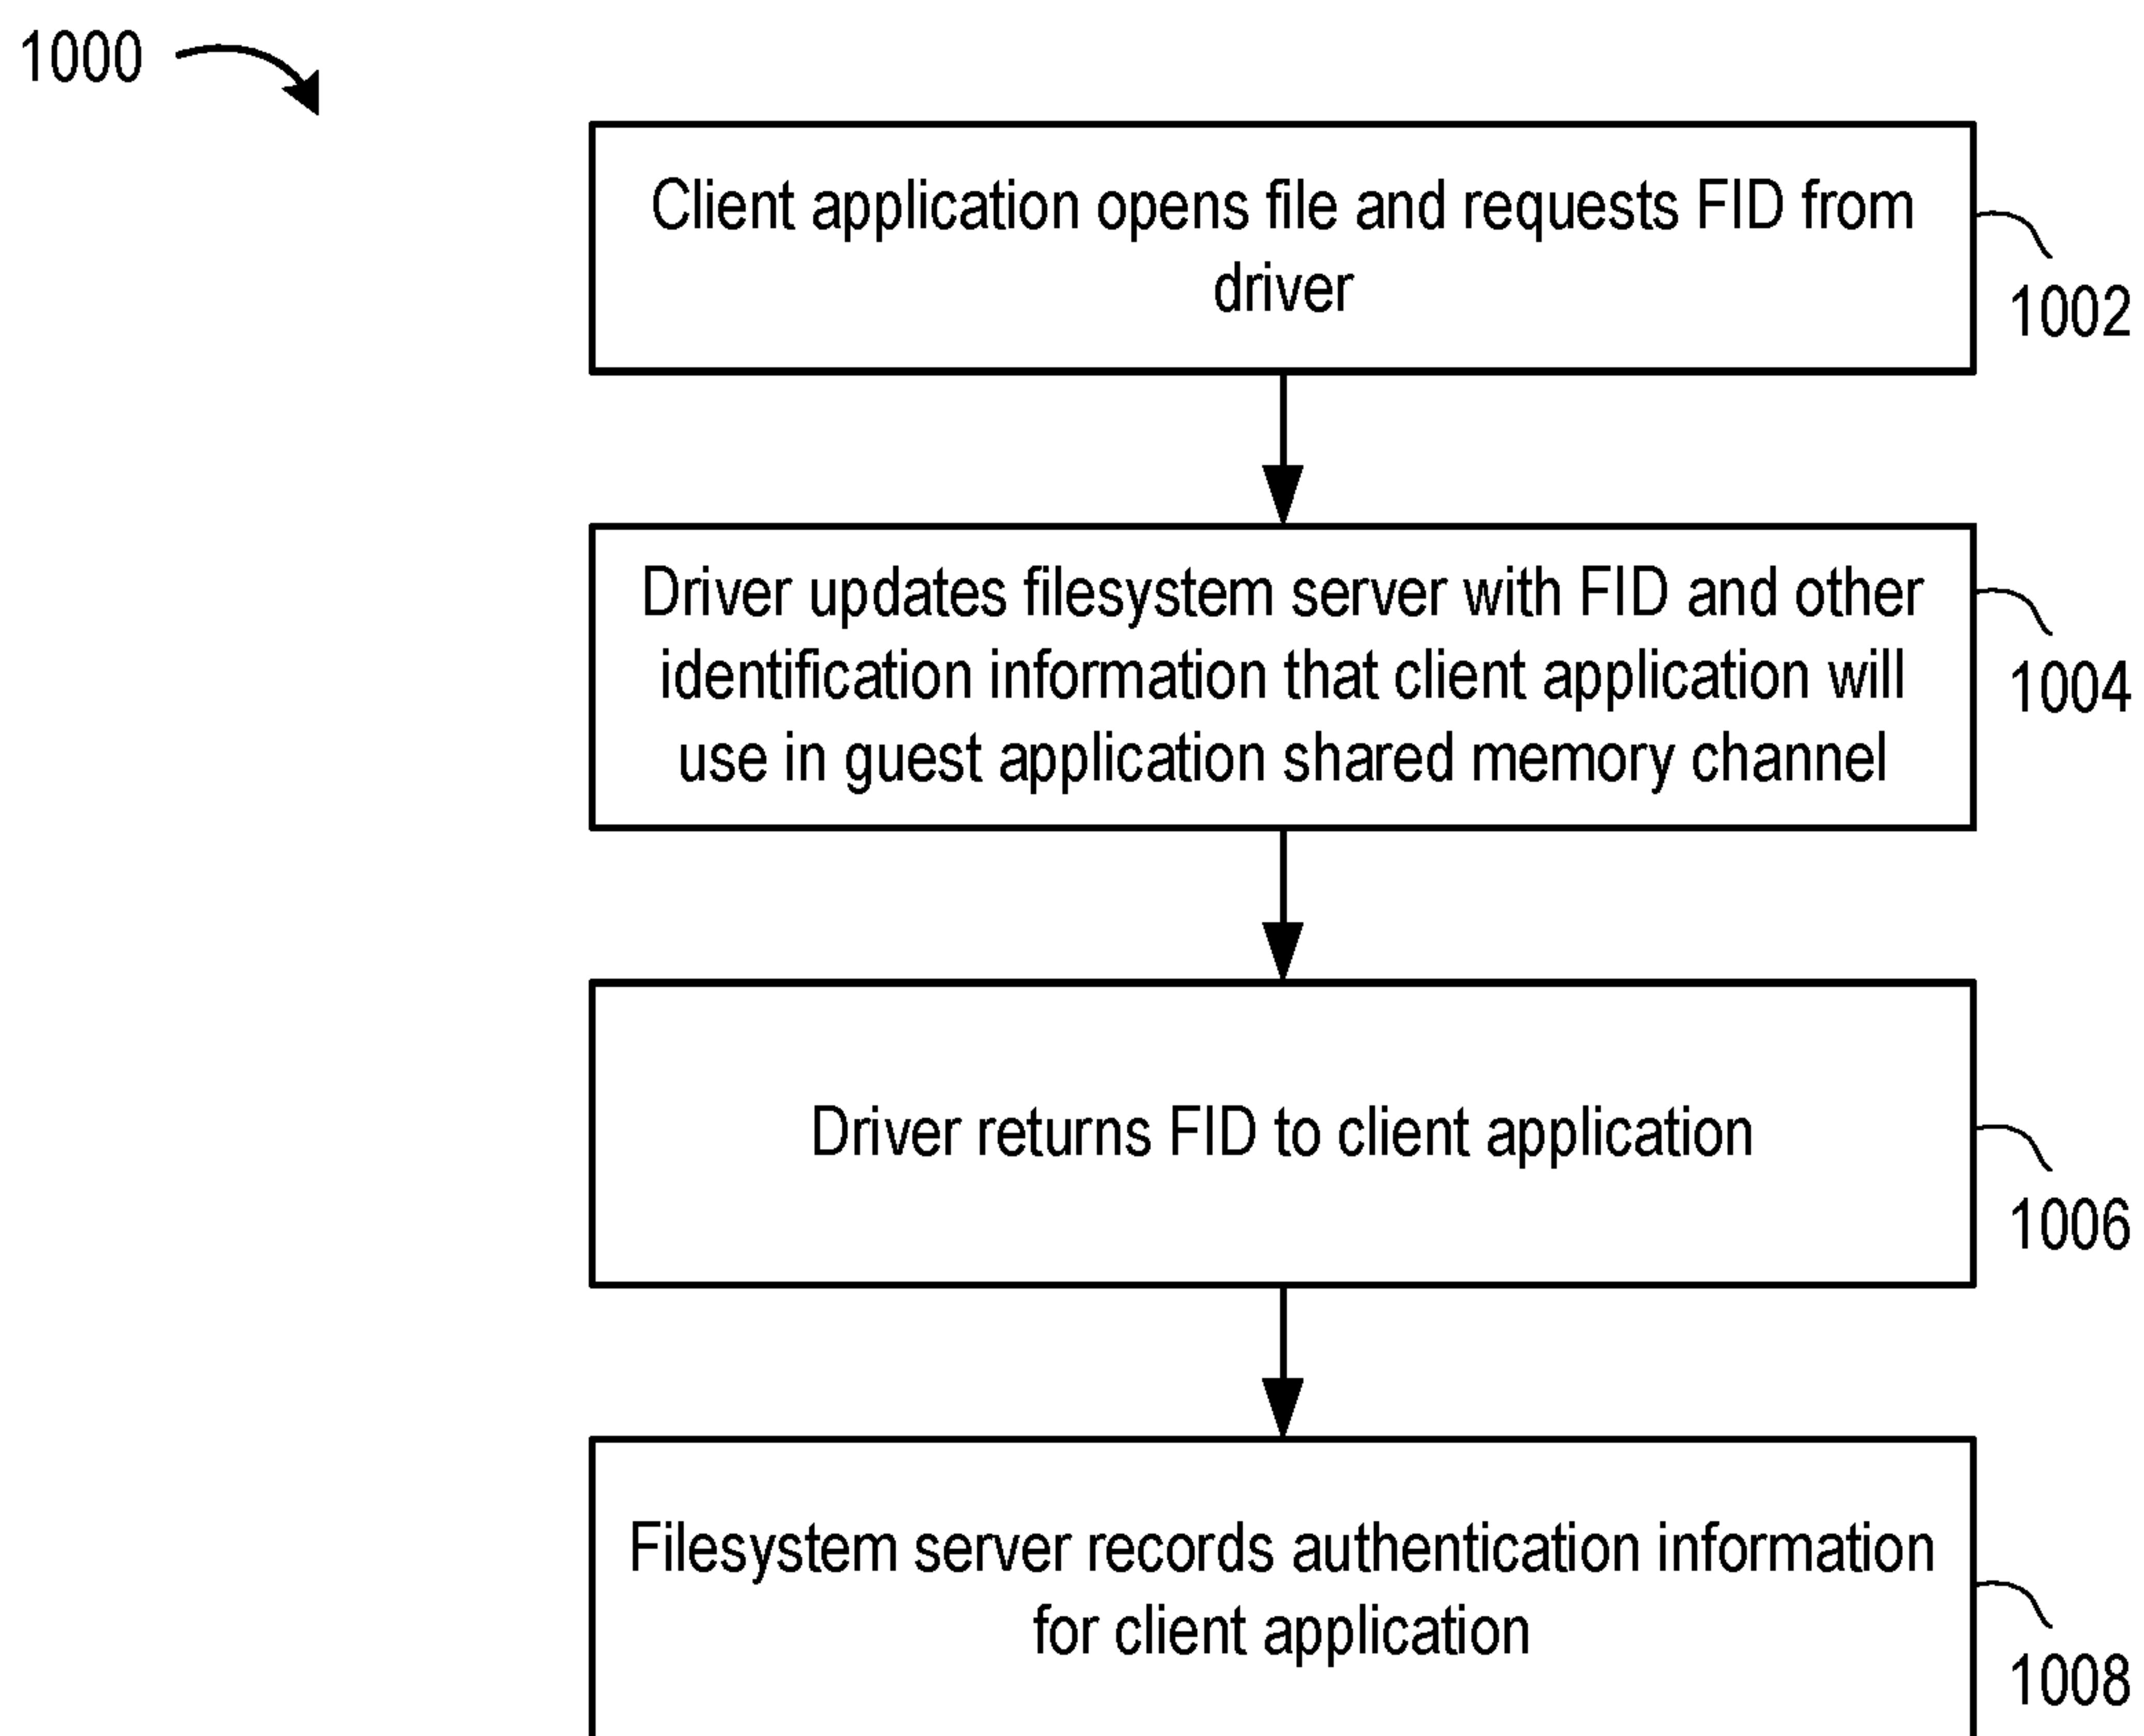 1000
Client application opens file and requests FID from
driver
1002
Driver updates filesystem server with FID and other
identification information that client application will
use in guest application shared memory channel
1004
Driver returns FID to client application
1006
Filesystem server records authentication information
for client application
1008